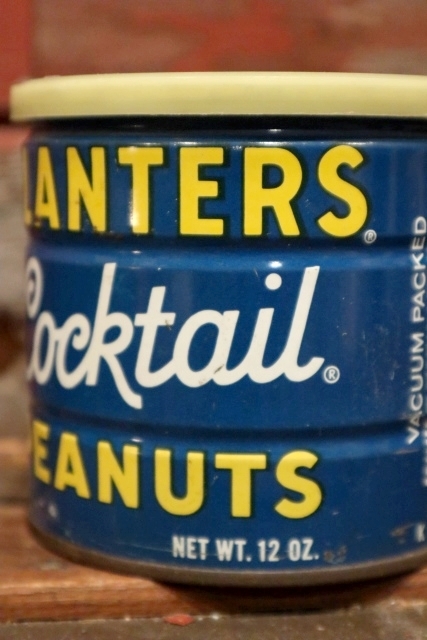 LANTERS®
Cocktail®
EANUTS
NET WT. 12 OZ.
VACUUM PACKED